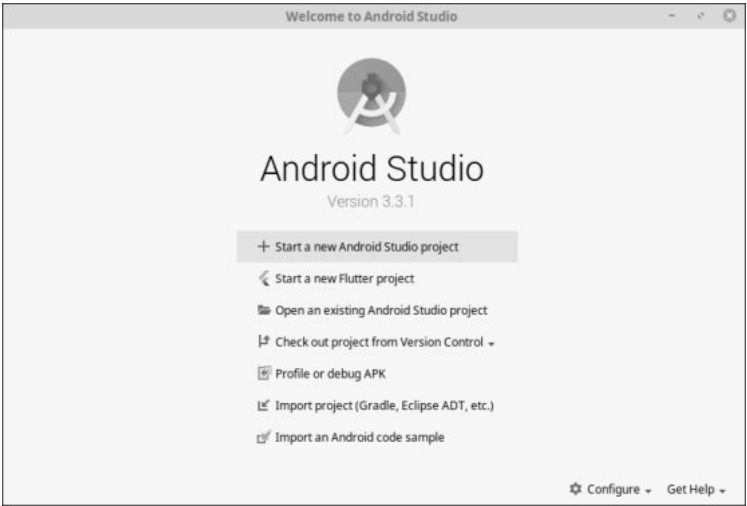 Welcome to Android Studio
Android Studio
Version 3.3.1
Start a new Android Studio project
Start a new Flutter project
Open an existing Android Studio project
Check out project from Version Control
Profile or debug APK
Import project (Gradle, Eclipse ADT, etc.)
Import an Android code sample
Configure Get Help